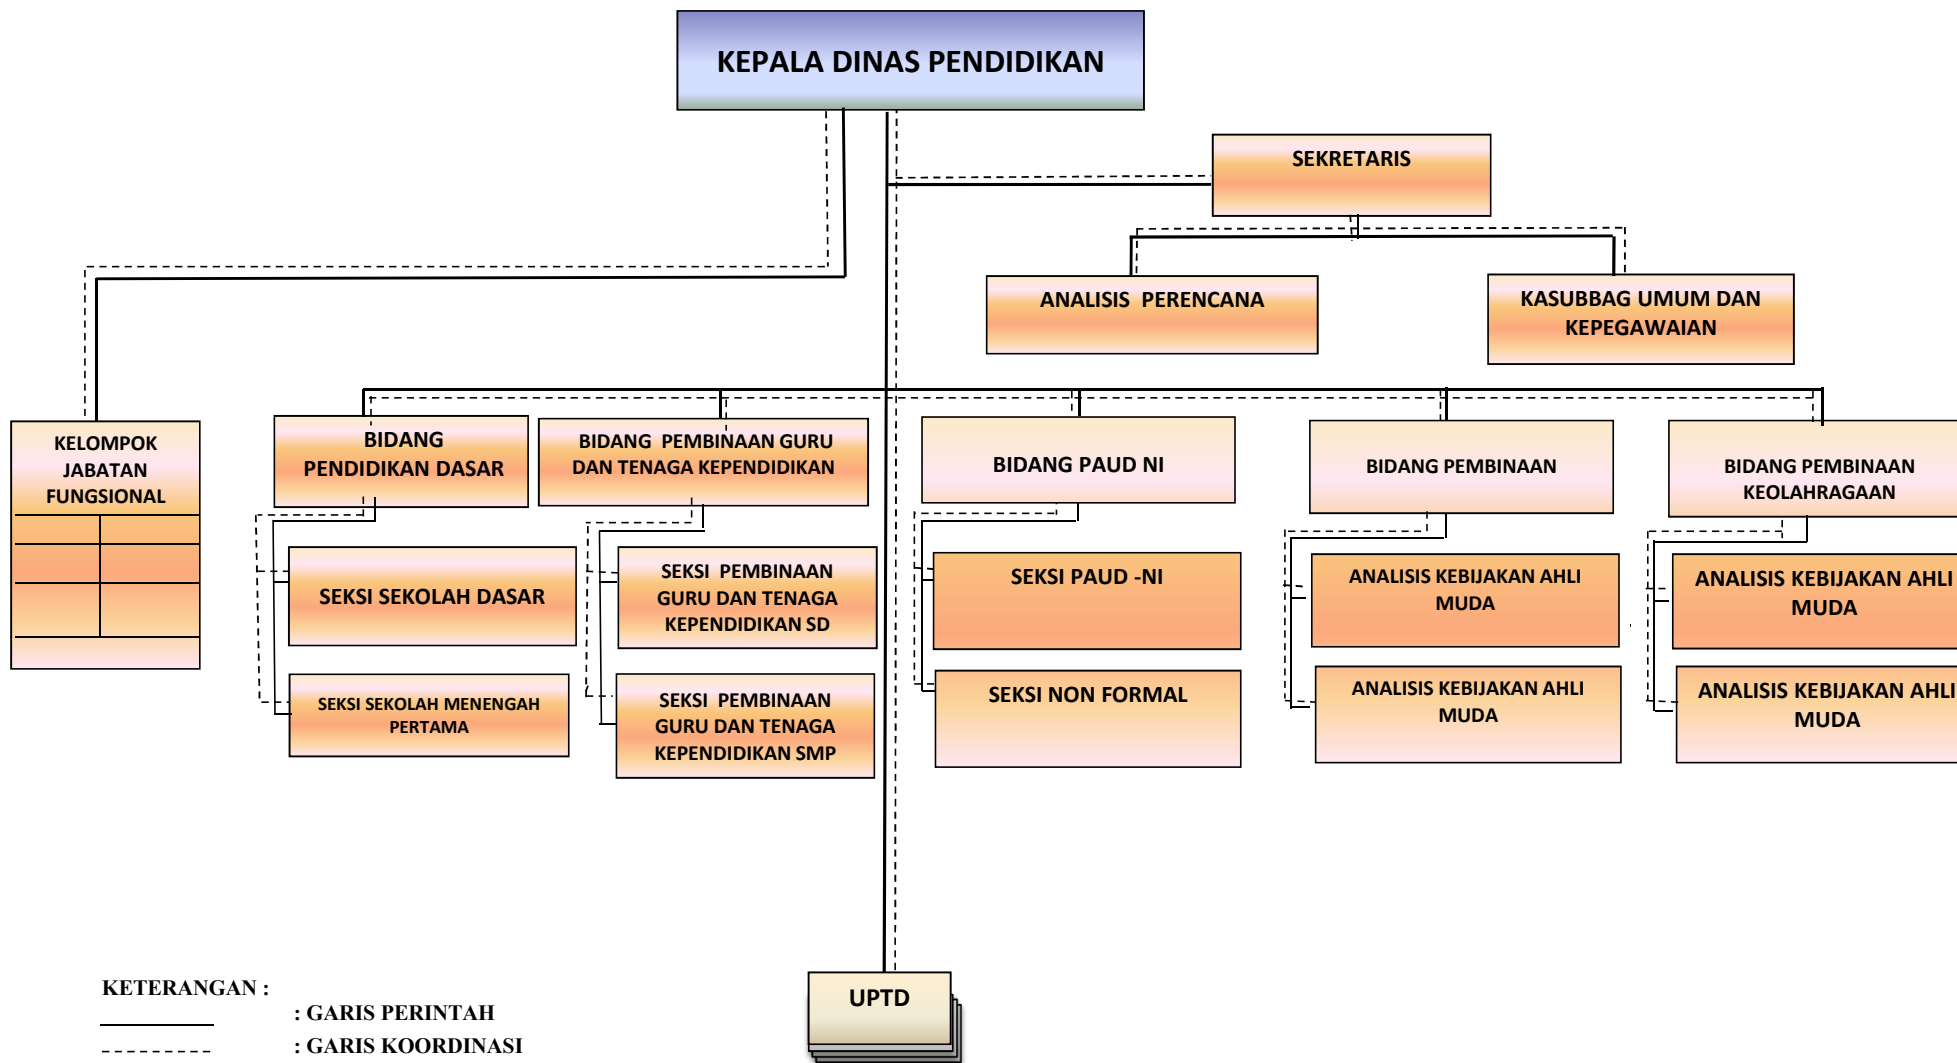 KEPALA DINAS PENDIDIKAN
SEKRETARIS
ANALISIS PERENCANA
KASUBBAG UMUM DAN
KEPEGAWAIAN
KELOMPOK
JABATAN
FUNGSIONAL
BIDANG
PENDIDIKAN DASAR
BIDANG PEMBINAAN GURU
DAN TENAGA KEPENDIDIKAN
BIDANG PAUD NI
BIDANG PEMBINAAN
BIDANG PEMBINAAN
KEOLAHRAGAAN
SEKSI SEKOLAH DASAR
SEKSI PEMBINAAN
GURU DAN TENAGA
KEPENDIDIKAN SD
SEKSI PAUD -NI
ANALISIS KEBIJAKAN AHLI
MUDA
ANALISIS KEBIJAKAN AHLI
MUDA
SEKSI SEKOLAH MENENGAH
PERTAMA
SEKSI PEMBINAAN
GURU DAN TENAGA
KEPENDIDIKAN SMP
SEKSI NON FORMAL
ANALISIS KEBIJAKAN AHLI
MUDA
ANALISIS KEBIJAKAN AHLI
MUDA
UPTD
KETERANGAN :
: GARIS PERINTAH
: GARIS KOORDINASI